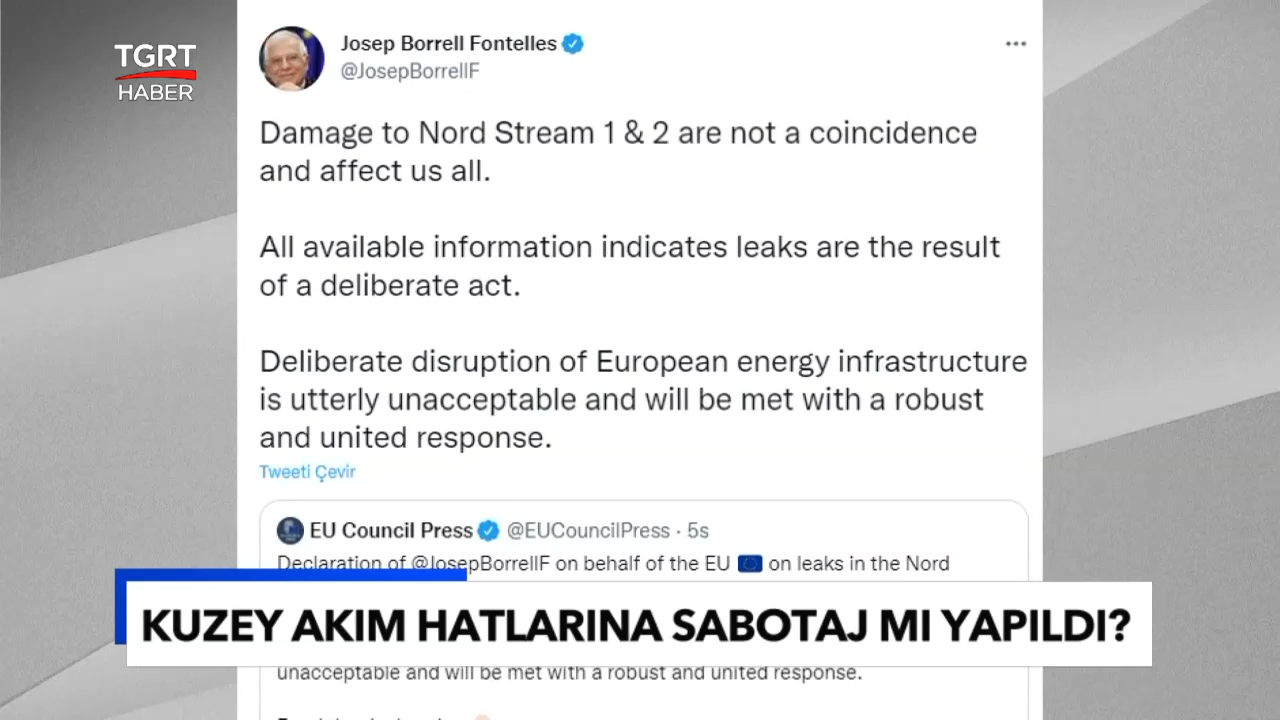 TGRT
HABER
Josep Borrell Fontelles
@JosepBorrellF
Damage to Nord Stream 1 & 2 are not a coincidence
and affect us all.
All available information indicates leaks are the result
of a deliberate act.
Deliberate disruption of European energy infrastructure
is utterly unacceptable and will be met with a robust
and united response.
Tweeti Çevir
EU Council Press @EUCouncilPress · 5s
Declaration of @JosepBorrellF on behalf of the EU 🇪🇺 on leaks in the Nord
KUZEY AKIM HATLARINA SABOTAJ MI YAPILDI?
unacceptable and will be met with a robust and united response.